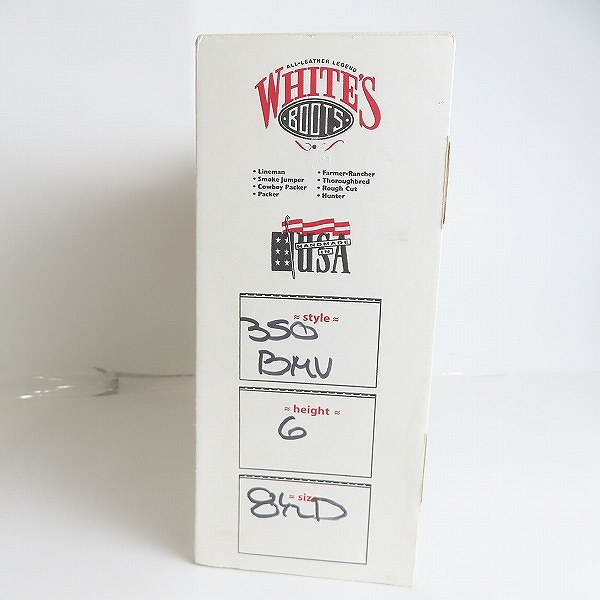 ALL-LEATHER LEGEND
WHITE'S
BOOTS
• Lineman
• Smoke Jumper
• Cowboy Packer
• Packer
• Farmer-Rancher
• Thoroughbred
• Rough Cut
• Hunter
HANDMADE
IN
USA
≈ style ≈
350
BMV
≈ height ≈
6
≈ size
8½D